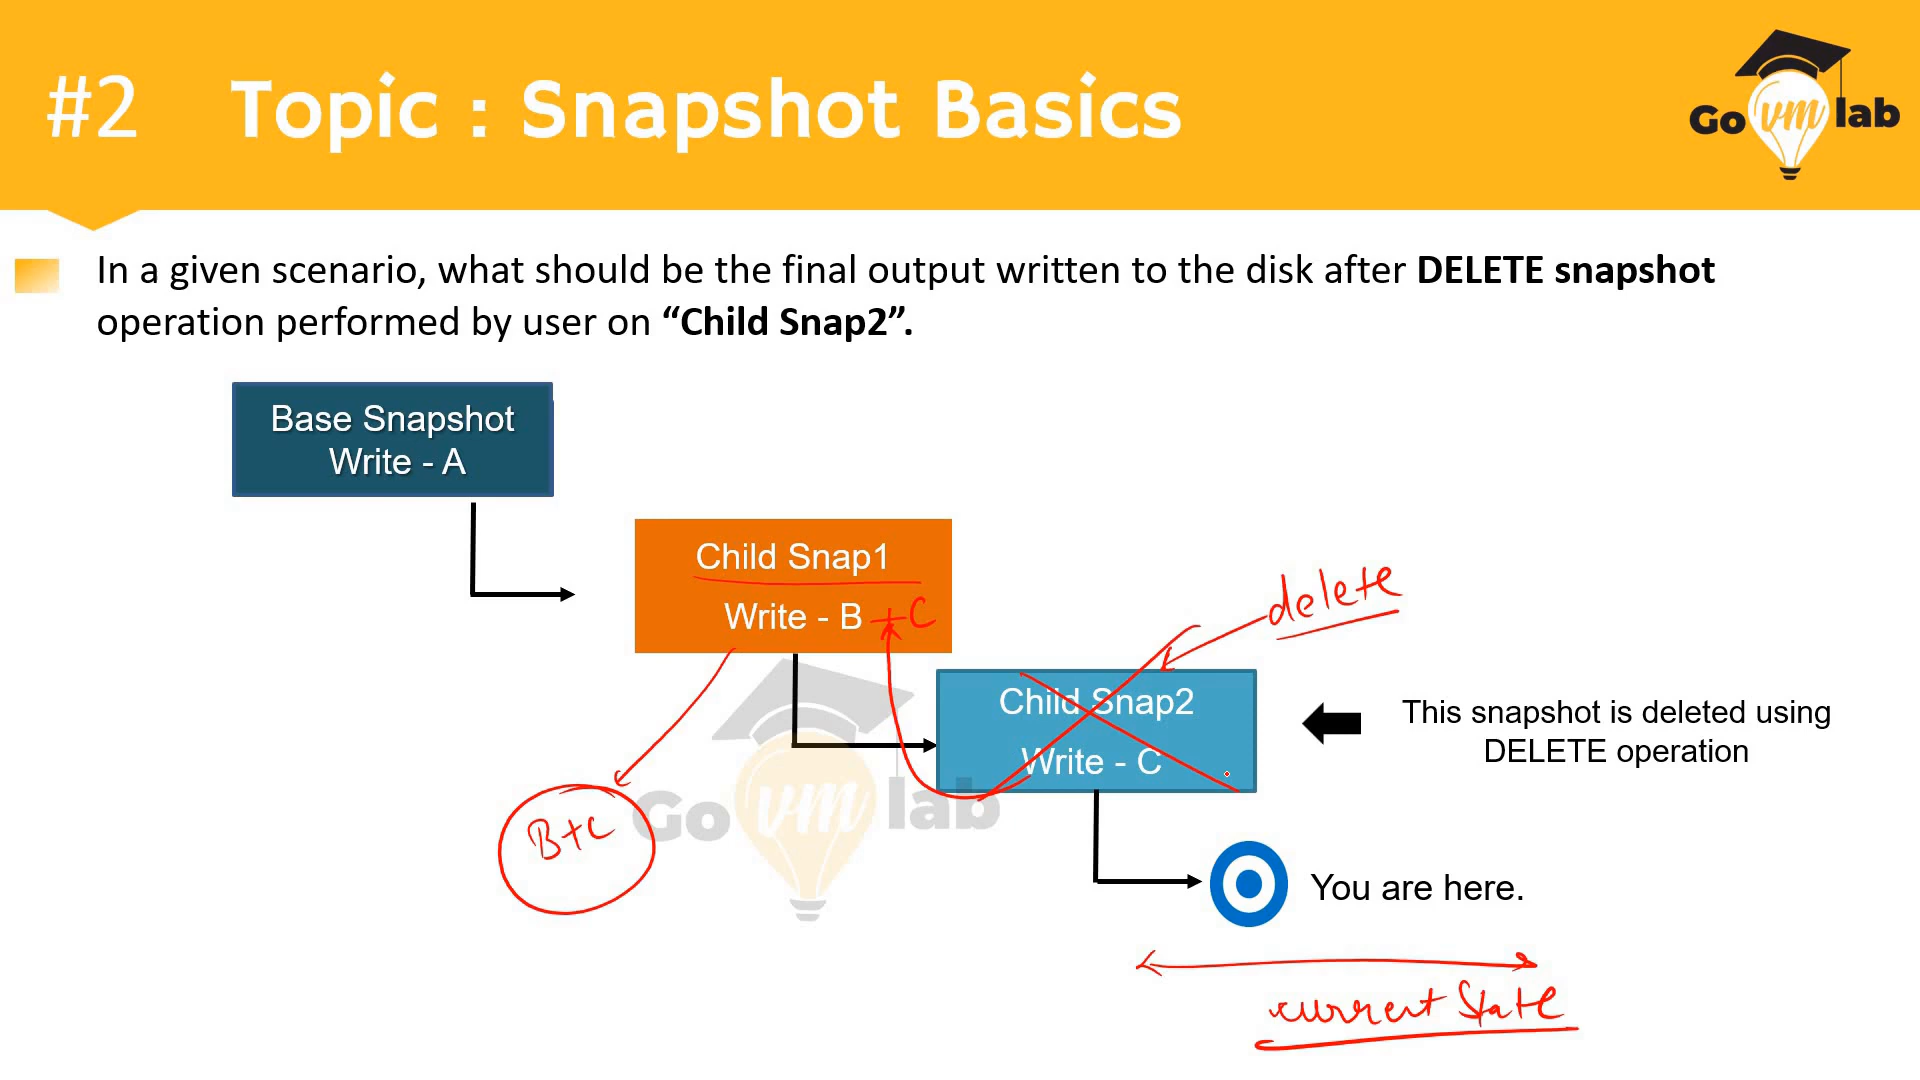 #2 Topic : Snapshot Basics
Go vm lab
In a given scenario, what should be the final output written to the disk after DELETE snapshot
operation performed by user on “Child Snap2”.
Base Snapshot
Write - A
Child Snap1
Write - B +C
delete
Child Snap2
Write - C
This snapshot is deleted using
DELETE operation
Go vm lab
B+C
You are here.
current state